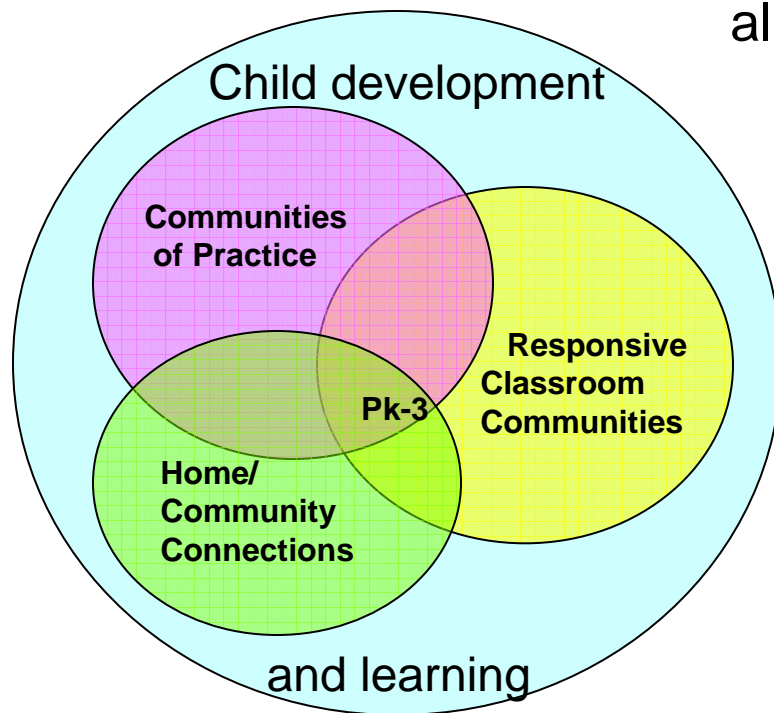 al
Child development
Communities
of Practice
Responsive
Classroom
Communities
Pk-3
Home/
Community
Connections
and learning